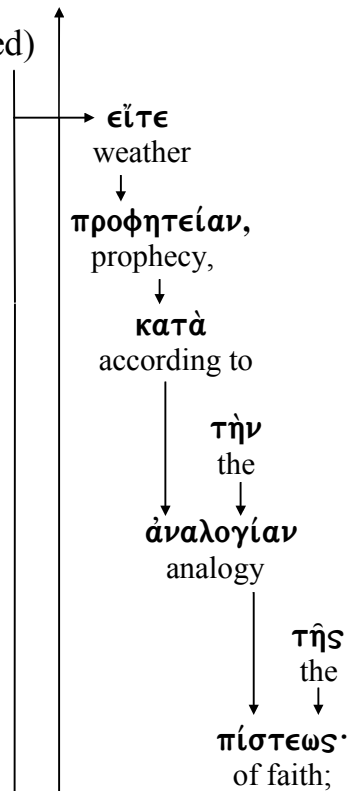 ed)
εἴτε
weather
προφητείαν,
prophecy,
κατὰ
according to
τὴν
the
ἀναλογίαν
analogy
τῆς
the
πίστεως·
of faith;